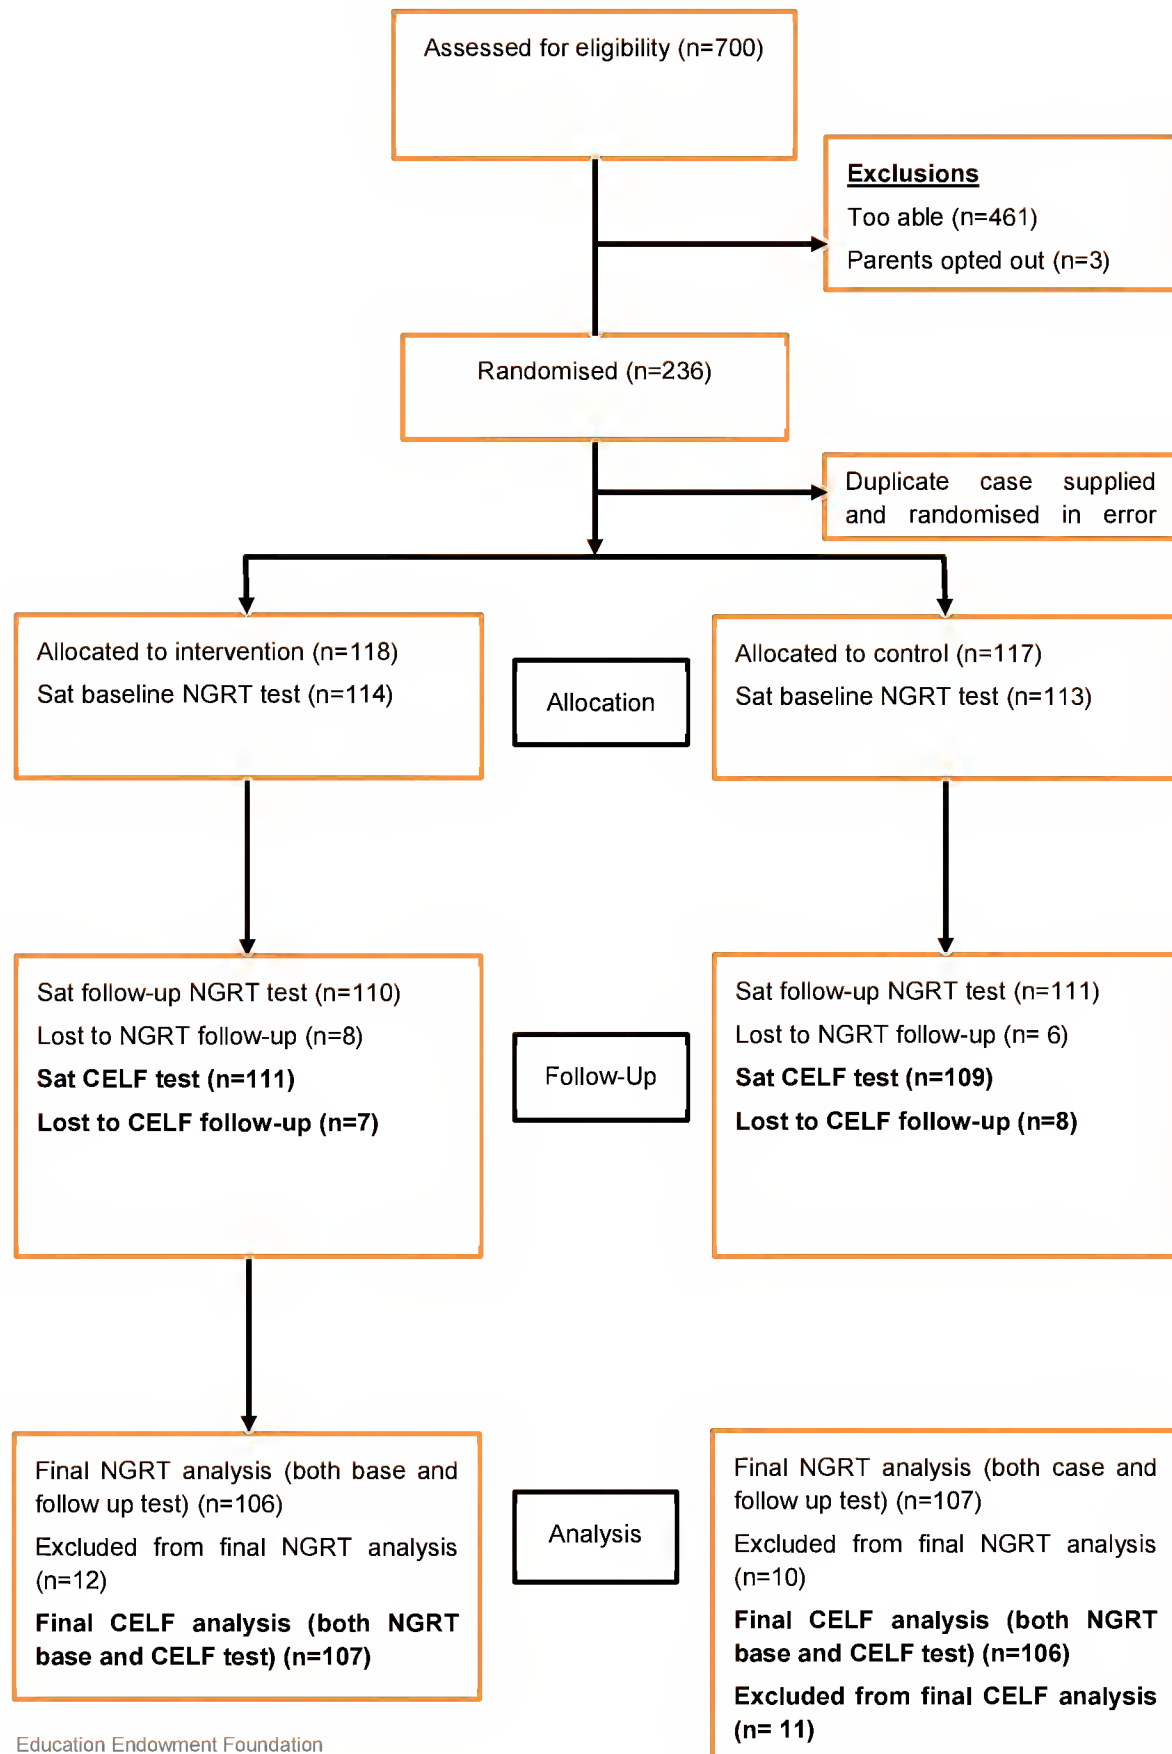 Assessed for eligibility (n=700)
Exclusions
Too able (n=461)
Parents opted out (n=3)
Randomised (n=236)
Duplicate case supplied
and randomised in error
Allocated to intervention (n=118)
Sat baseline NGRT test (n=114)
Allocation
Allocated to control (n=117)
Sat baseline NGRT test (n=113)
Sat follow-up NGRT test (n=110)
Lost to NGRT follow-up (n=8)
Sat CELF test (n=111)
Lost to CELF follow-up (n=7)
Follow-Up
Sat follow-up NGRT test (n=111)
Lost to NGRT follow-up (n= 6)
Sat CELF test (n=109)
Lost to CELF follow-up (n=8)
Final NGRT analysis (both base and
follow up test) (n=106)
Excluded from final NGRT analysis
(n=12)
Final CELF analysis (both NGRT
base and CELF test) (n=107)
Analysis
Final NGRT analysis (both case and
follow up test) (n=107)
Excluded from final NGRT analysis
(n=10)
Final CELF analysis (both NGRT
base and CELF test) (n=106)
Excluded from final CELF analysis
(n= 11)
Education Endowment Foundation